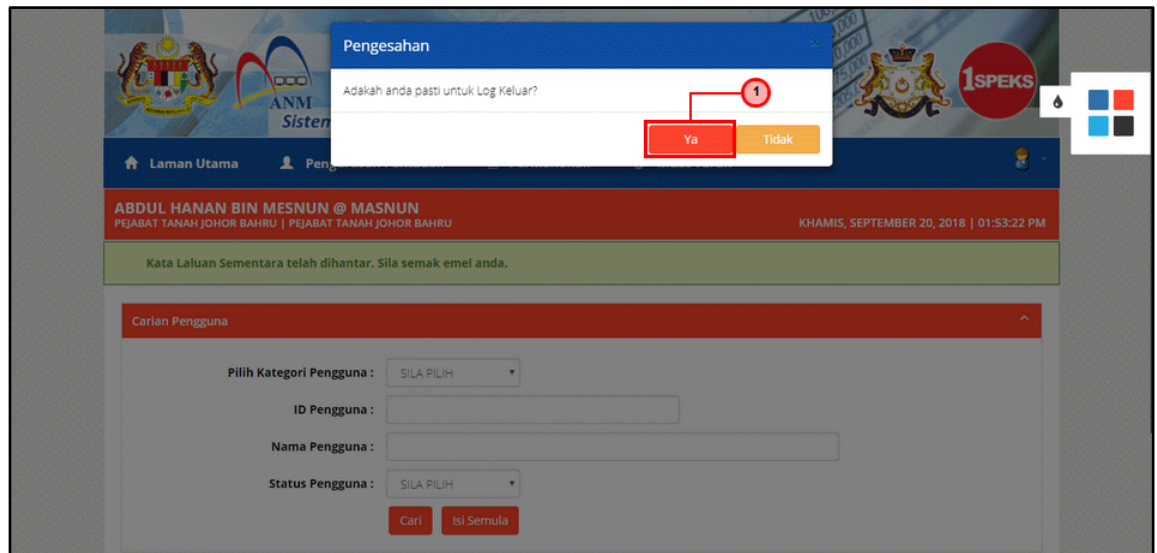 Pengesahan
×
Adakah anda pasti untuk Log Keluar?
1
Ya
Tidak
ANM
Sistem
1SPEKS
Laman Utama
ABDUL HANAN BIN MESNUN @ MASNUN
PEJABAT TANAH JOHOR BAHRU | PEJABAT TANAH JOHOR BAHRU
KHAMIS, SEPTEMBER 20, 2018 | 01:53:22 PM
Kata Laluan Sementara telah dihantar. Sila semak emel anda.
Carian Pengguna
Pilih Kategori Pengguna :
SILA PILIH
ID Pengguna :
Nama Pengguna :
Status Pengguna :
SILA PILIH
Cari
Isi Semula